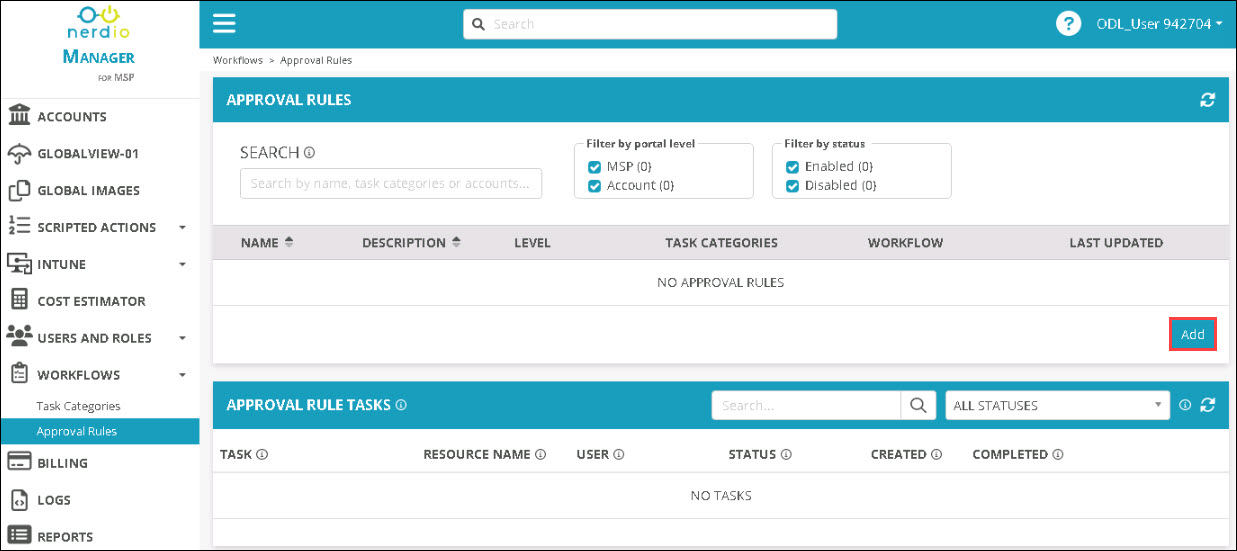 nerdio
MANAGER
FOR MSP
ACCOUNTS
GLOBALVIEW-01
GLOBAL IMAGES
SCRIPTED ACTIONS
INTUNE
COST ESTIMATOR
USERS AND ROLES
WORKFLOWS
Task Categories
Approval Rules
BILLING
LOGS
REPORTS
Search
? ODL_User 942704
Workflows > Approval Rules
APPROVAL RULES
SEARCH
Search by name, task categories or accounts...
Filter by portal level
MSP (0)
Account (0)
Filter by status
Enabled (0)
Disabled (0)
NAME DESCRIPTION LEVEL TASK CATEGORIES WORKFLOW LAST UPDATED
NO APPROVAL RULES
Add
APPROVAL RULE TASKS Search... ALL STATUSES
TASK RESOURCE NAME USER STATUS CREATED COMPLETED
NO TASKS